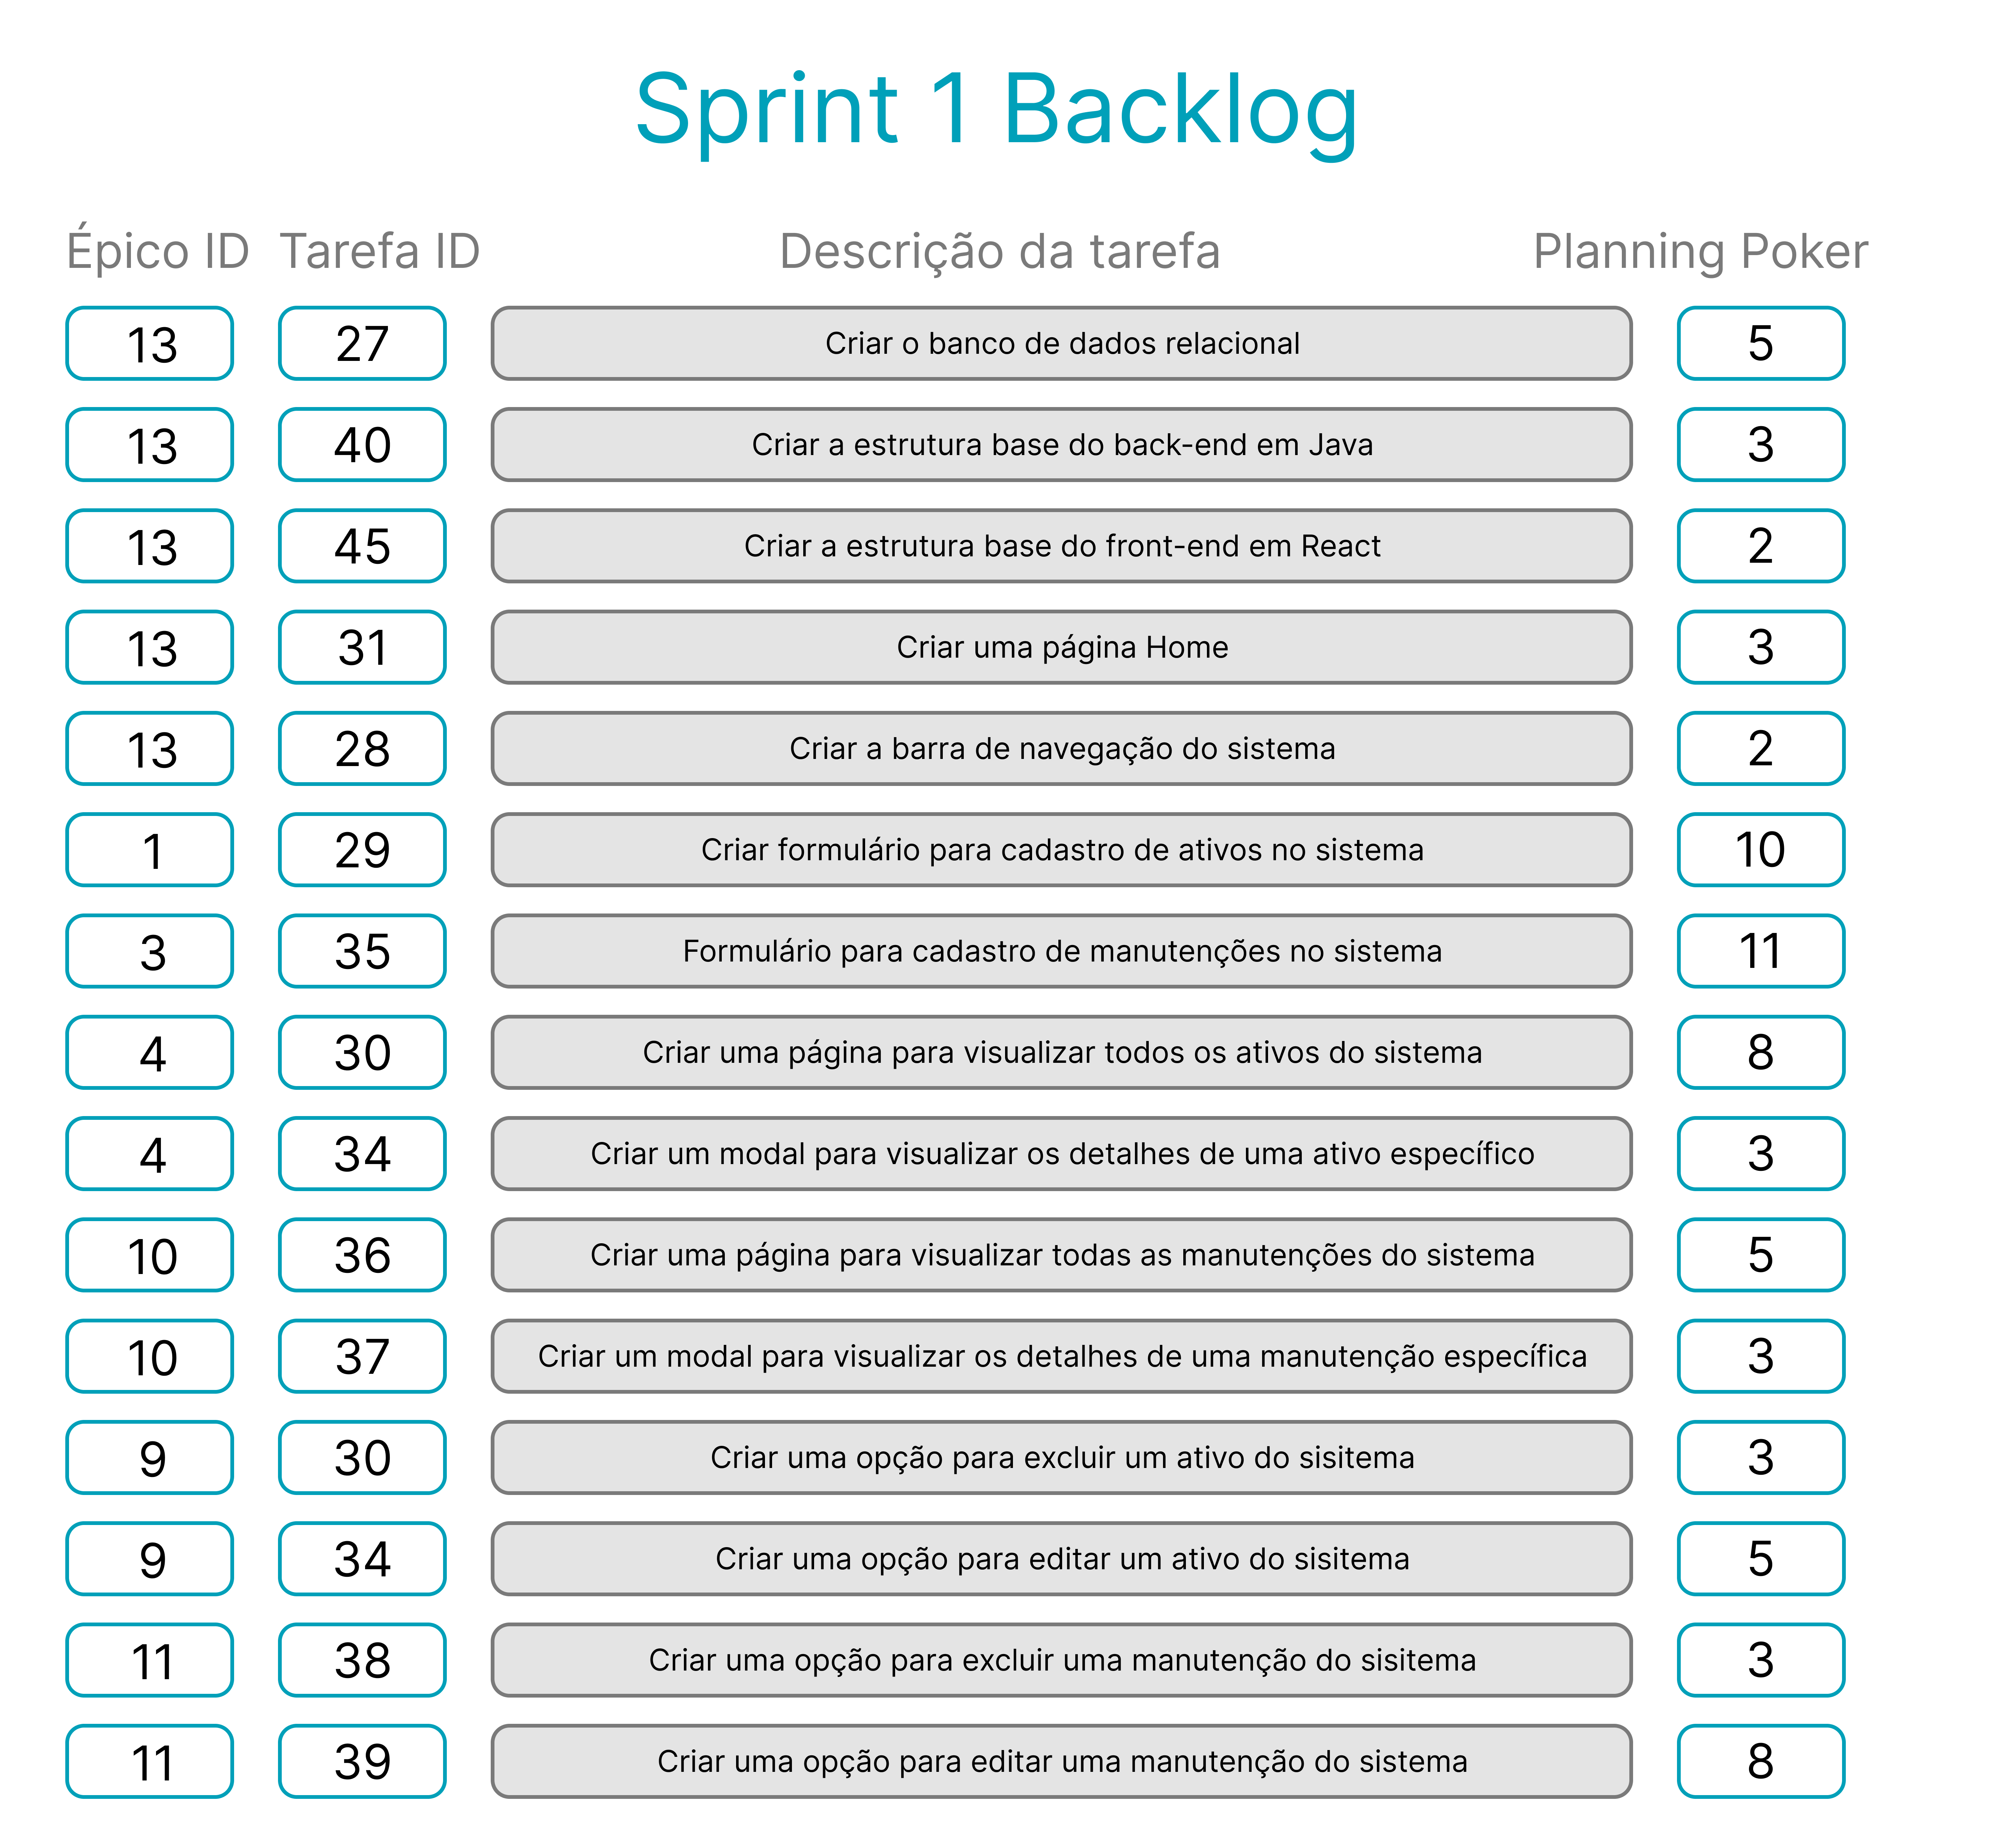 Sprint 1 Backlog
Épico ID Tarefa ID Descrição da tarefa Planning Poker
13 27 Criar o banco de dados relacional 5
13 40 Criar a estrutura base do back-end em Java 3
13 45 Criar a estrutura base do front-end em React 2
13 31 Criar uma página Home 3
13 28 Criar a barra de navegação do sistema 2
1 29 Criar formulário para cadastro de ativos no sistema 10
3 35 Formulário para cadastro de manutenções no sistema 11
4 30 Criar uma página para visualizar todos os ativos do sistema 8
4 34 Criar um modal para visualizar os detalhes de uma ativo específico 3
10 36 Criar uma página para visualizar todas as manutenções do sistema 5
10 37 Criar um modal para visualizar os detalhes de uma manutenção específica 3
9 30 Criar uma opção para excluir um ativo do sisitema 3
9 34 Criar uma opção para editar um ativo do sisitema 5
11 38 Criar uma opção para excluir uma manutenção do sisitema 3
11 39 Criar uma opção para editar uma manutenção do sistema 8